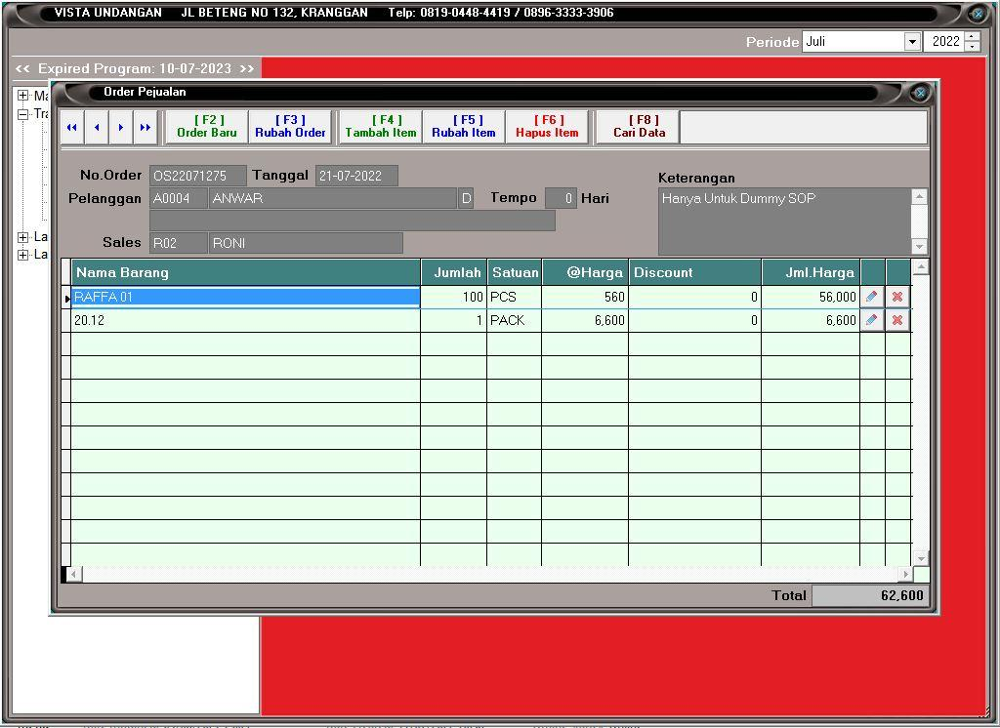 VISTA UNDANGAN JL BETENG NO 132, KRANGGAN Telp: 0819-0448-4419 / 0896-3333-3906
Periode Juli 2022
<< Expired Program: 10-07-2023 >>
Ma
Tra
La
La
Order Pejualan
[ F2 ] [ F3 ] [ F4 ] [ F5 ] [ F6 ] [ F8 ]
Order Baru Rubah Order Tambah Item Rubah Item Hapus Item Cari Data
No.Order OS22071275 Tanggal 21-07-2022
Pelanggan A0004 ANWAR D Tempo 0 Hari
Sales R02 RONI
Keterangan
Hanya Untuk Dummy SOP
Nama Barang Jumlah Satuan @Harga Discount Jml.Harga
RAFFA 01 100 PCS 560 0 56,000
20.12 1 PACK 6,600 0 6,600
Total 62,600